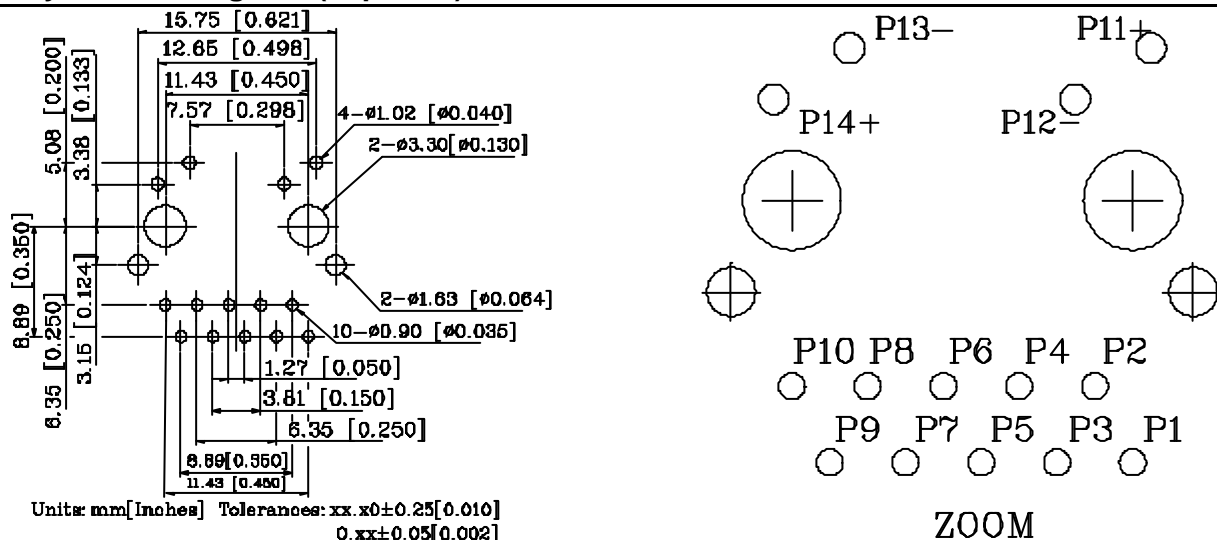 15.75 [0.621]
12.65 [0.498]
11.43 [0.450]
7.57 [0.298]
5.08 [0.200]
3.38 [0.133]
4-ø1.02 [ø0.040]
2-ø3.30[ø0.130]
8.89 [0.350]
6.35 [0.250]
3.15 [0.124]
2-ø1.63 [ø0.064]
10-ø0.90 [ø0.035]
1.27 [0.050]
3.81 [0.150]
6.35 [0.250]
8.89[0.350]
11.43 [0.450]
Units: mm[Inches] Tolerances: xx.x0±0.25[0.010]
0.xx±0.05[0.002]
P13- P11+
P14+ P12-
P10 P8 P6 P4 P2
P9 P7 P5 P3 P1
ZOOM